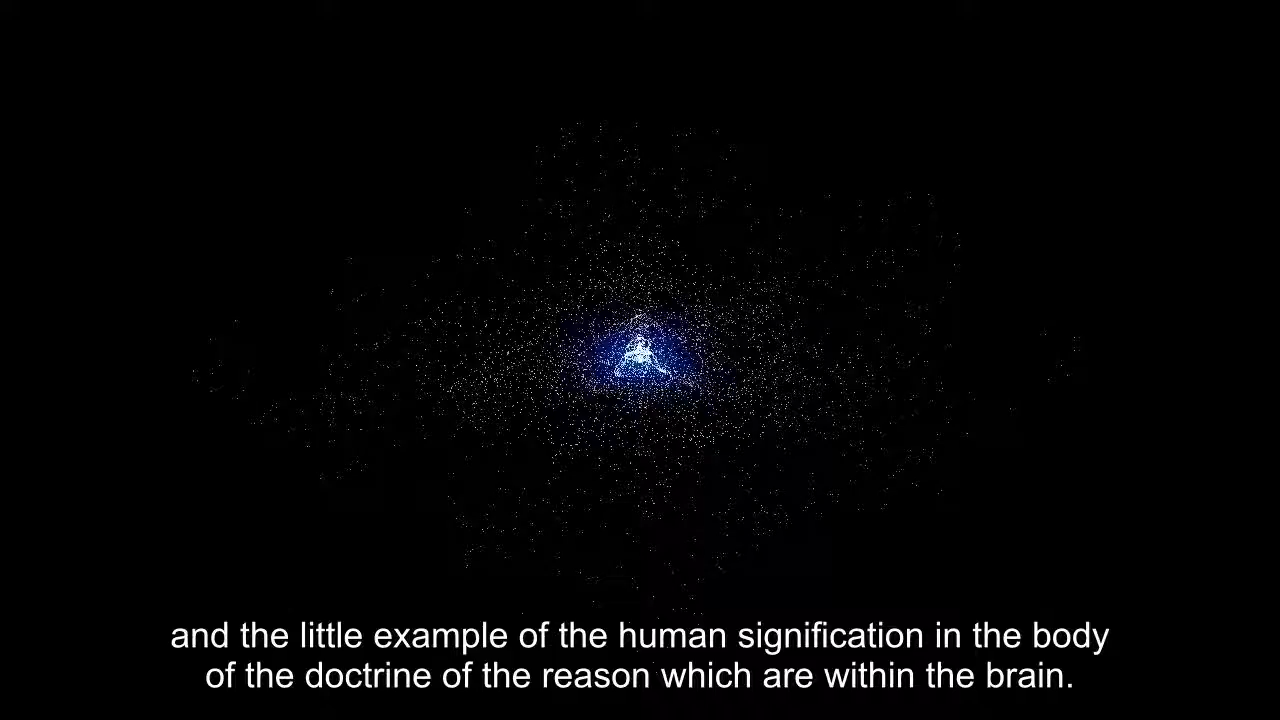 and the little example of the human signification in the body
of the doctrine of the reason which are within the brain.